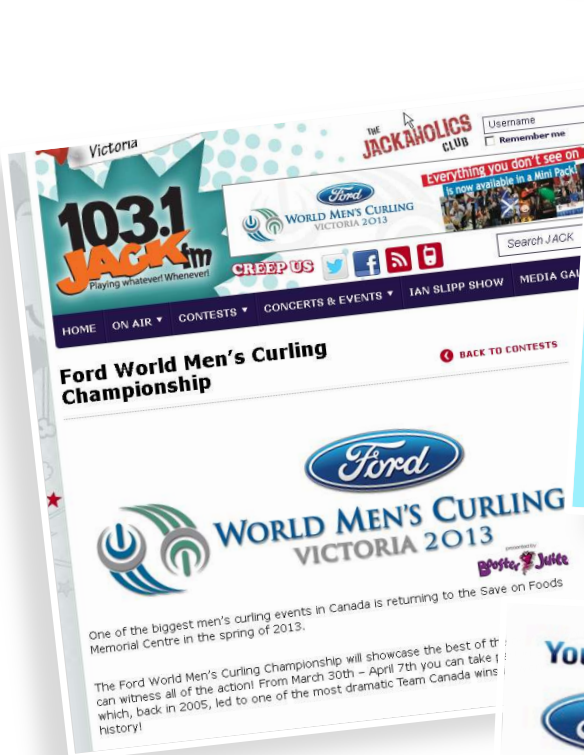 Victoria
103.1
JACK fm
Playing whatever! Whenever!
THE
JACKAHOLICS
CLUB
Username
Remember me
Ford
WORLD MEN'S CURLING
VICTORIA 2013
Everything you don't see on
Is now available in a Mini Pack!
CREEP US
Search JACK
HOME ON AIR CONTESTS CONCERTS & EVENTS IAN SLIPP SHOW MEDIA GAL
Ford World Men's Curling
Championship
BACK TO CONTESTS
Ford
WORLD MEN'S CURLING
VICTORIA 2013
presented by
Booster Juice
One of the biggest men's curling events in Canada is returning to the Save on Foods
Memorial Centre in the spring of 2013.
The Ford World Men's Curling Championship will showcase the best of th
can witness all of the action! From March 30th - April 7th you can take
which, back in 2005, led to one of the most dramatic Team Canada wins
history!
You